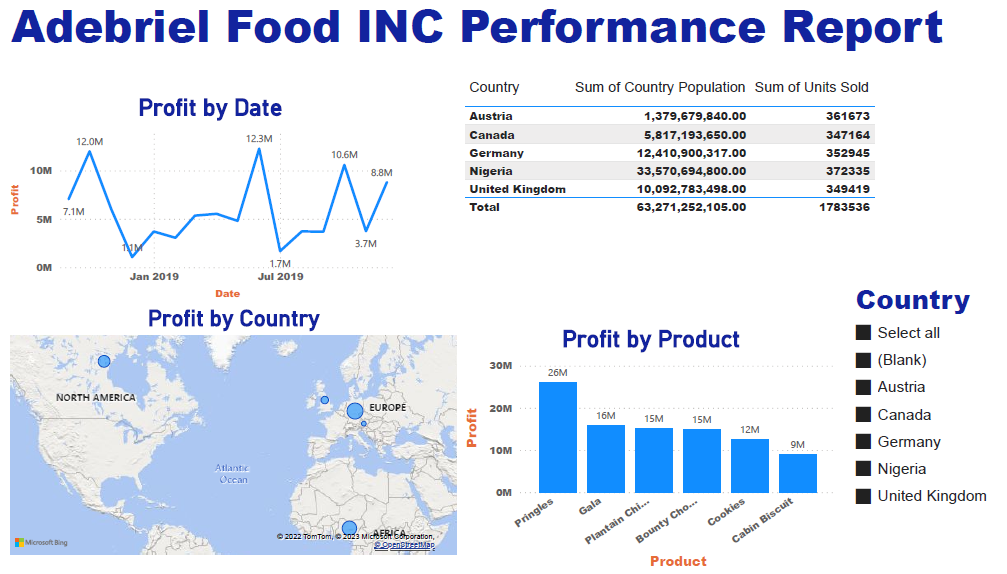 Adebriel Food INC Performance Report
Country Sum of Country Population Sum of Units Sold
Austria 1,379,679,840.00 361673
Canada 5,817,193,650.00 347164
Germany 12,410,900,317.00 352945
Nigeria 33,570,694,800.00 372335
United Kingdom 10,092,783,498.00 349419
Total 63,271,252,105.00 1783536
Profit by Date
12.0M
12.3M
10.6M
8.8M
10M
7.1M
5M
1.1M
3.7M
1.7M
0M
Jan 2019 Jul 2019
Profit
Date
Profit by Country
NORTH AMERICA
EUROPE
Atlantic
Ocean
AFRICA
Microsoft Bing
© 2022 TomTom, © 2023 Microsoft Corporation,
© OpenStreetMap
Profit by Product
30M
20M
10M
0M
Profit
26M
16M
15M
15M
12M
9M
Pringles
Gala
Plantain Chi...
Bounty Cho...
Cookies
Cabin Biscuit
Product
Country
Select all
(Blank)
Austria
Canada
Germany
Nigeria
United Kingdom